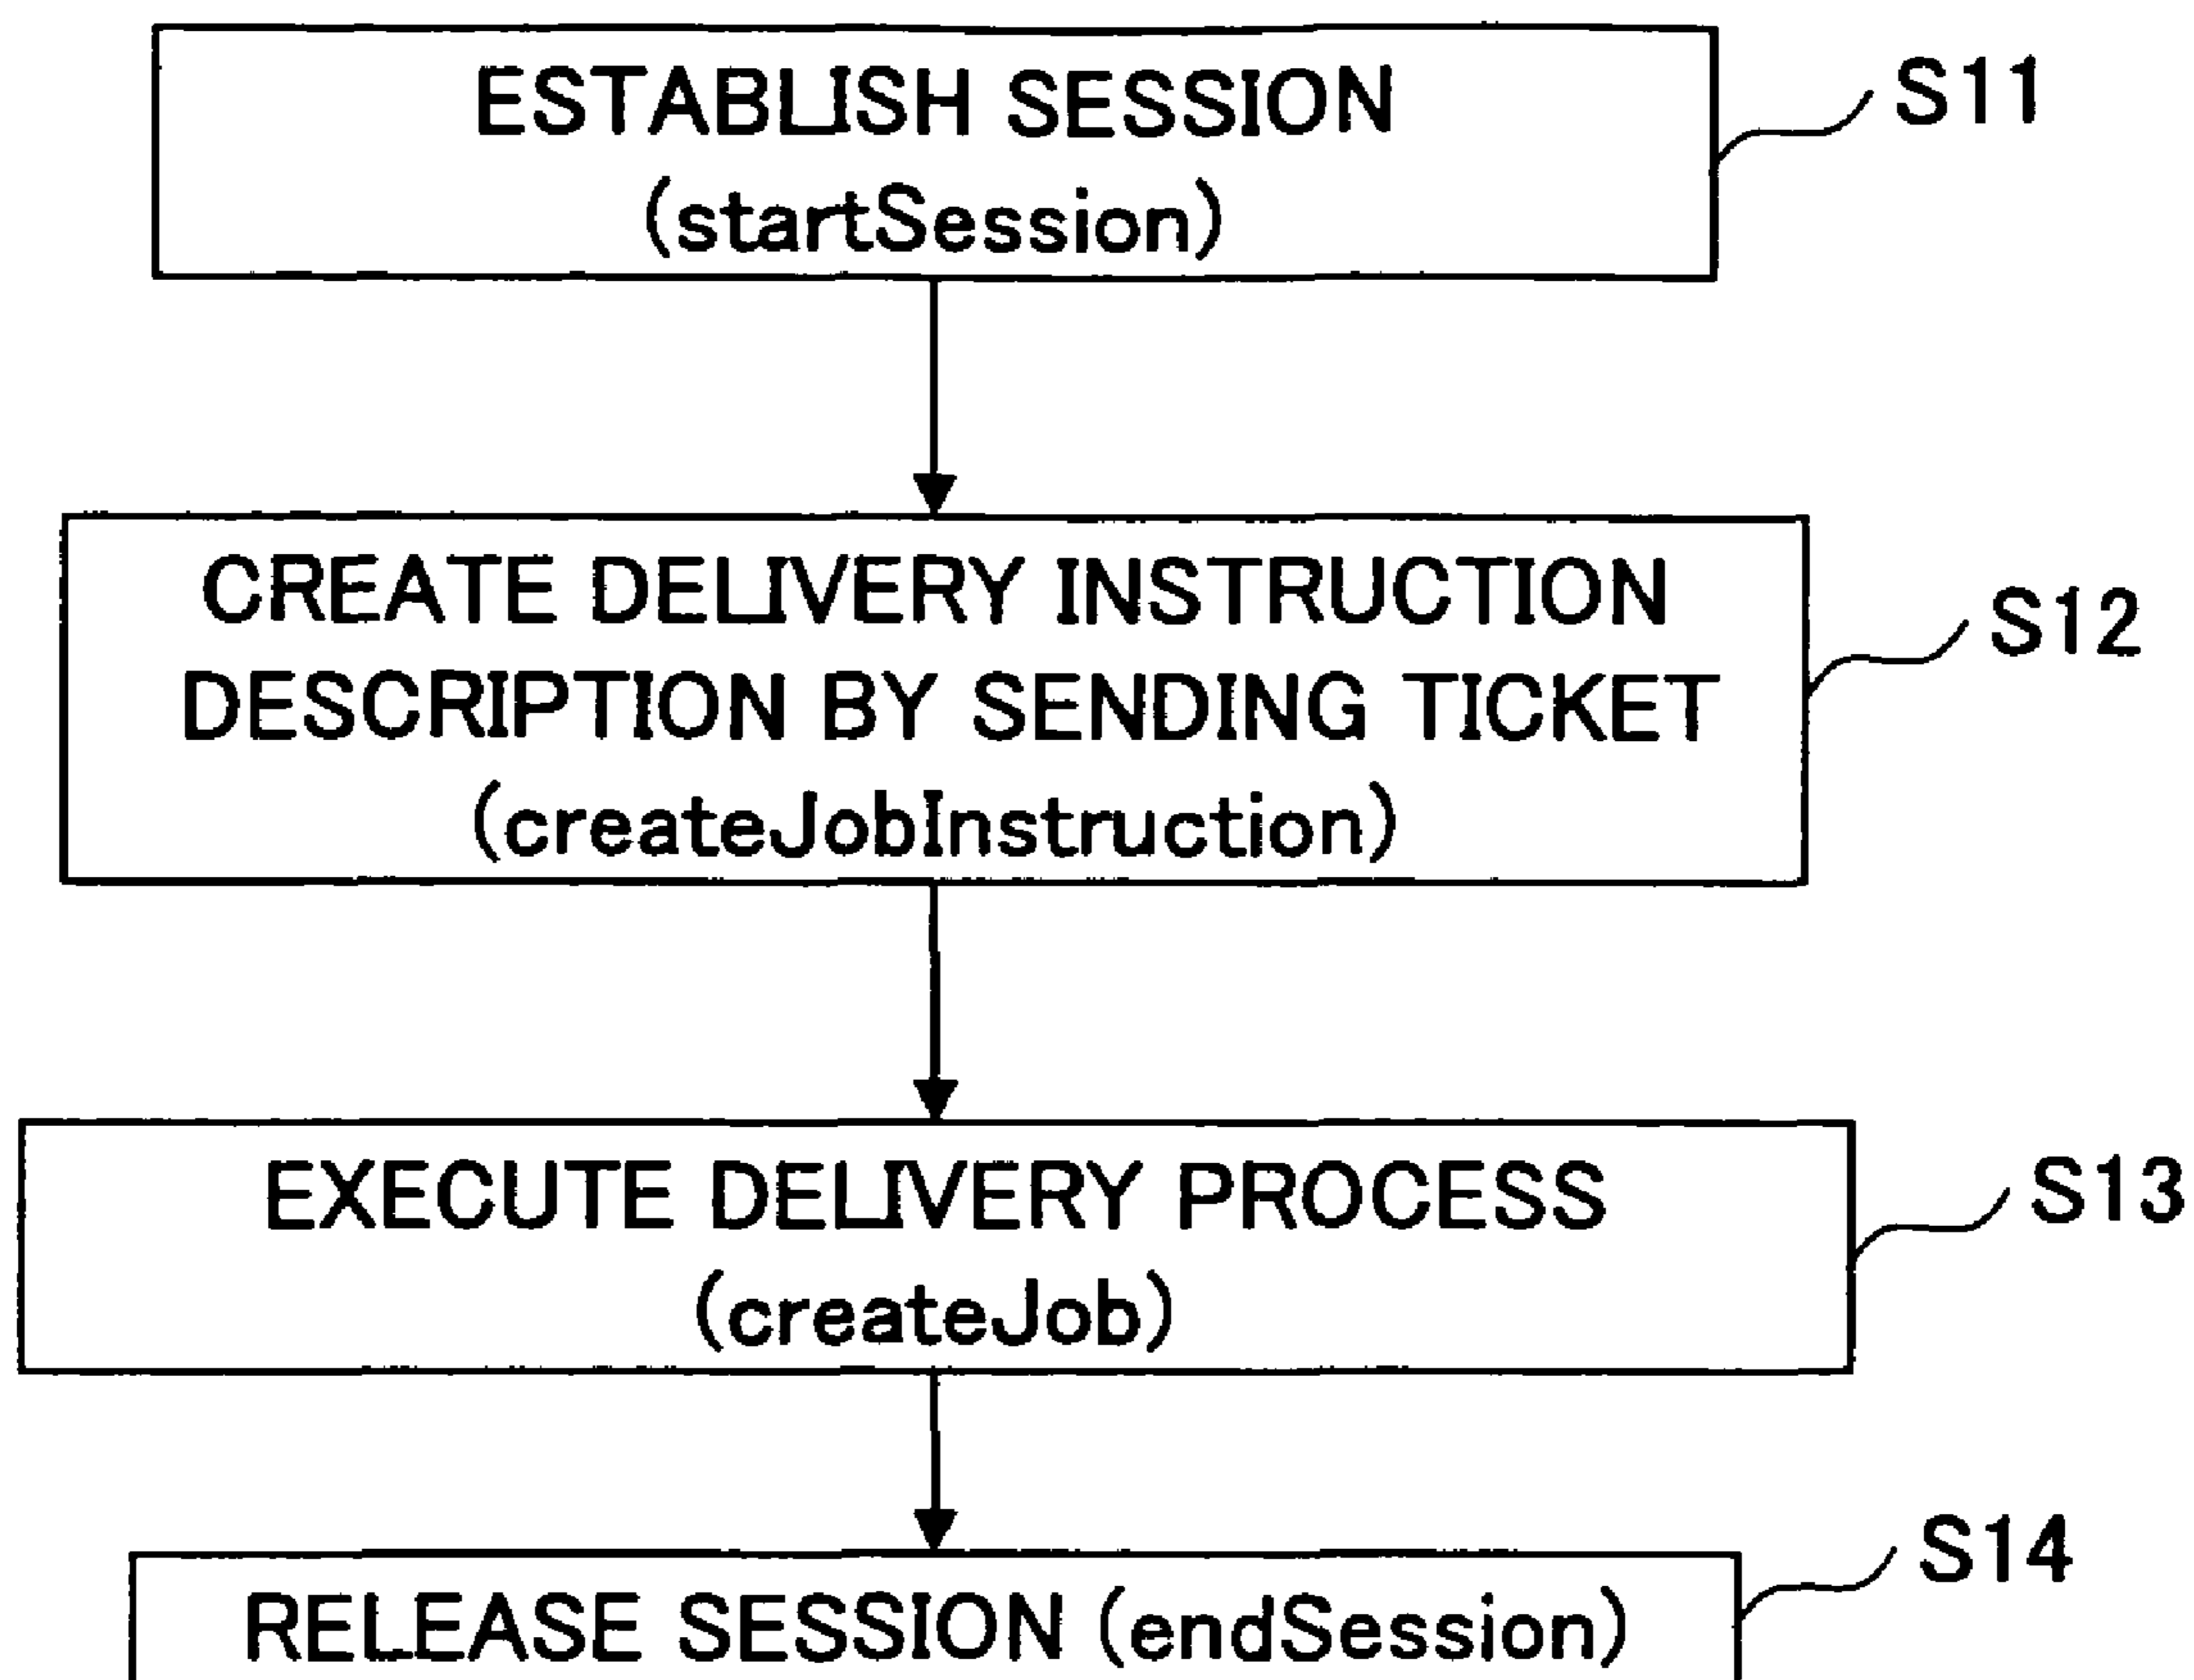 ESTABLISH SESSION
(startSession)
S11
CREATE DELIVERY INSTRUCTION
DESCRIPTION BY SENDING TICKET
(createJobInstruction)
S12
EXECUTE DELIVERY PROCESS
(createJob)
S13
RELEASE SESSION (endSession)
S14